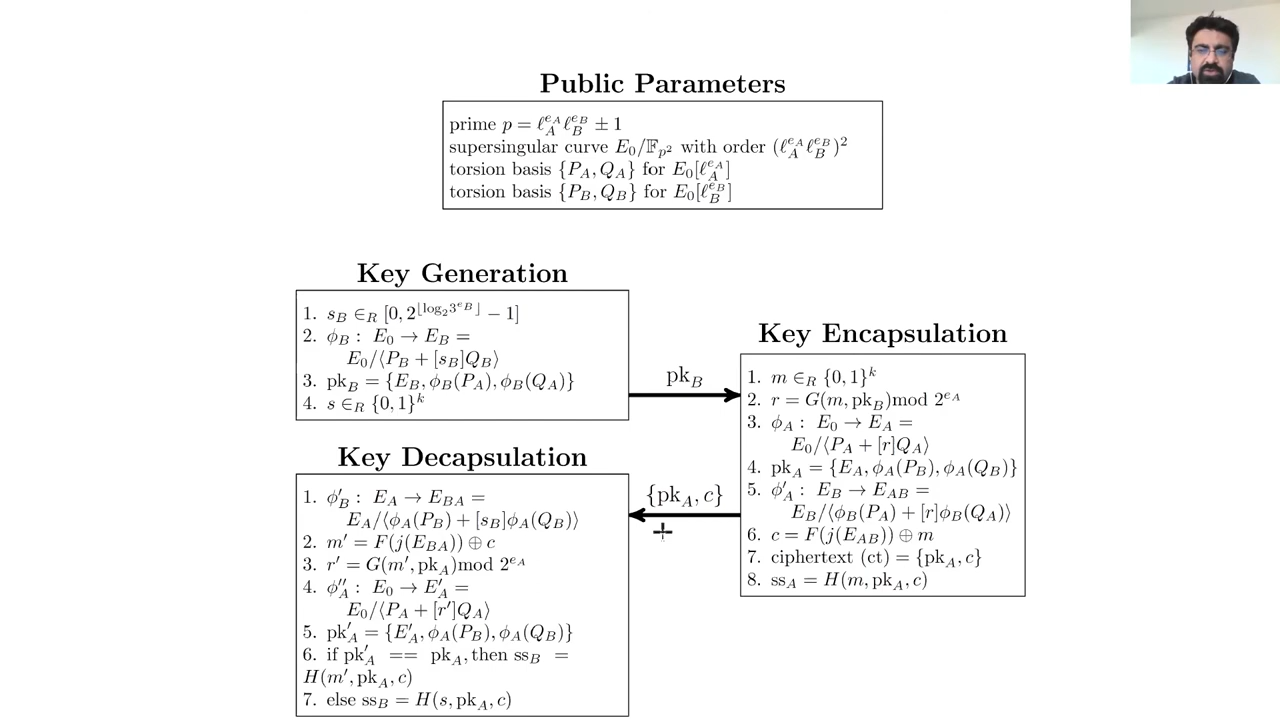 Public Parameters
prime p = ℓ_A^{e_A} ℓ_B^{e_B} ± 1
supersingular curve E_0/𝔽_{p^2} with order (ℓ_A^{e_A} ℓ_B^{e_B})^2
torsion basis {P_A, Q_A} for E_0[ℓ_A^{e_A}]
torsion basis {P_B, Q_B} for E_0[ℓ_B^{e_B}]
Key Generation
1. s_B ∈_R [0, 2^{⌊log_2 3^{e_B}⌋} − 1]
2. ϕ_B : E_0 → E_B =
E_0/⟨P_B + [s_B]Q_B⟩
3. pk_B = {E_B, ϕ_B(P_A), ϕ_B(Q_A)}
4. s ∈_R {0, 1}^k
pk_B
Key Encapsulation
1. m ∈_R {0, 1}^k
2. r = G(m, pk_B)mod 2^{e_A}
3. ϕ_A : E_0 → E_A =
E_0/⟨P_A + [r]Q_A⟩
4. pk_A = {E_A, ϕ_A(P_B), ϕ_A(Q_B)}
5. ϕ′_A : E_B → E_{AB} =
E_B/⟨ϕ_B(P_A) + [r]ϕ_B(Q_A)⟩
6. c = F(j(E_{AB})) ⊕ m
7. ciphertext (ct) = {pk_A, c}
8. ss_A = H(m, pk_A, c)
{pk_A, c}
Key Decapsulation
1. ϕ′_B : E_A → E_{BA} =
E_A/⟨ϕ_A(P_B) + [s_B]ϕ_A(Q_B)⟩
2. m′ = F(j(E_{BA})) ⊕ c
3. r′ = G(m′, pk_A)mod 2^{e_A}
4. ϕ″_A : E_0 → E′_A =
E_0/⟨P_A + [r′]Q_A⟩
5. pk′_A = {E′_A, ϕ_A(P_B), ϕ_A(Q_B)}
6. if pk′_A == pk_A, then ss_B =
H(m′, pk_A, c)
7. else ss_B = H(s, pk_A, c)